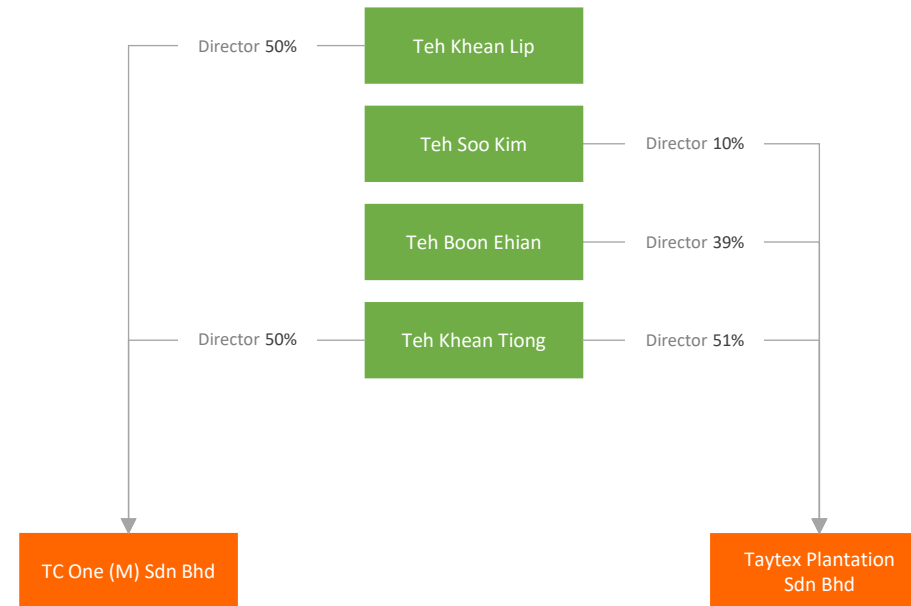 Director 50%
Teh Khean Lip
Teh Soo Kim
Director 10%
Teh Boon Ehian
Director 39%
Director 50%
Teh Khean Tiong
Director 51%
TC One (M) Sdn Bhd
Taytex Plantation
Sdn Bhd